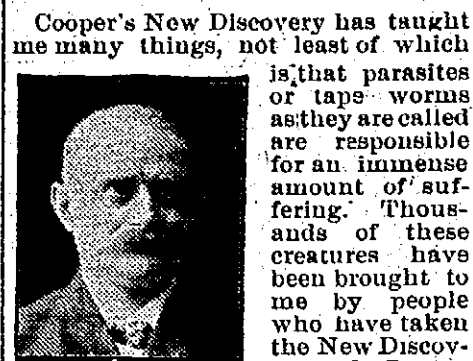 Cooper's New Discovery has taught
me many things, not least of which
is that parasites
or tape worms
as they are called
are responsible
for an immense
amount of suf-
fering. Thous-
ands of these
creatures have
been brought to
me by people
who have taken
the New Discov-